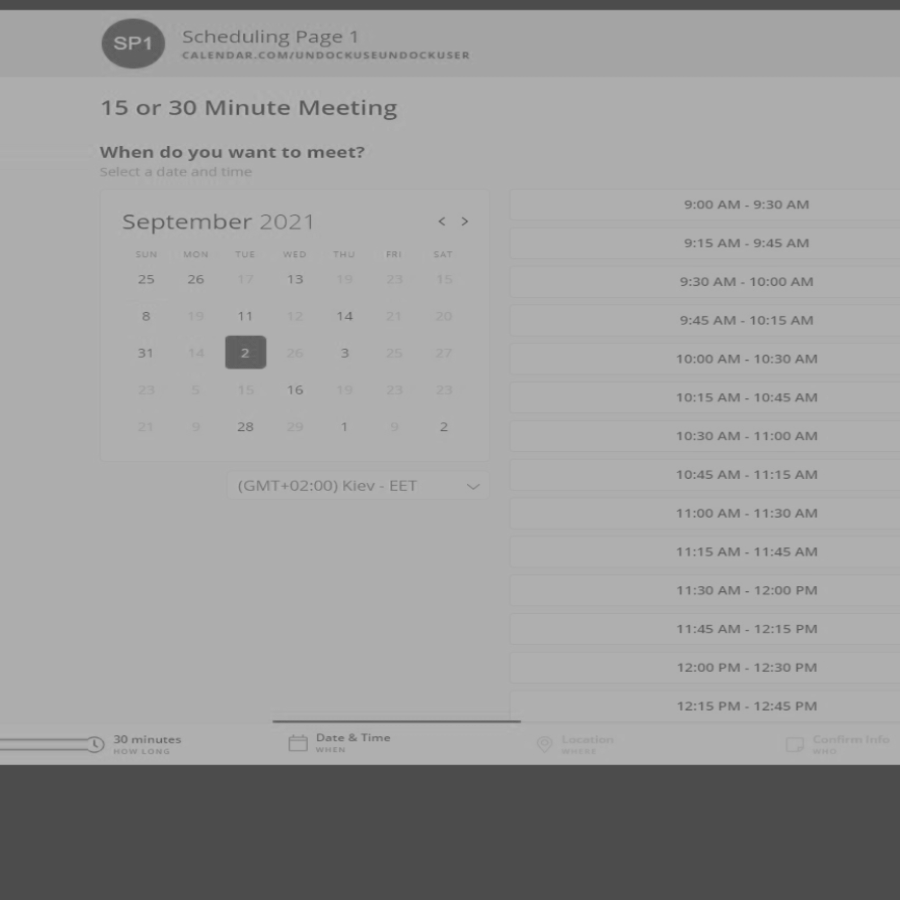 SP1
Scheduling Page 1
CALENDAR.COM/UNDOCKUSEUNDOCKUSER
15 or 30 Minute Meeting
When do you want to meet?
Select a date and time
September 2021 < >
SUN MON TUE WED THU FRI SAT
25 26 17 13 19 23 15
8 19 11 12 14 21 20
31 14 2 26 3 25 27
23 5 15 16 19 23 23
21 9 28 29 1 9 2
(GMT+02:00) Kiev - EET
9:00 AM - 9:30 AM
9:15 AM - 9:45 AM
9:30 AM - 10:00 AM
9:45 AM - 10:15 AM
10:00 AM - 10:30 AM
10:15 AM - 10:45 AM
10:30 AM - 11:00 AM
10:45 AM - 11:15 AM
11:00 AM - 11:30 AM
11:15 AM - 11:45 AM
11:30 AM - 12:00 PM
11:45 AM - 12:15 PM
12:00 PM - 12:30 PM
12:15 PM - 12:45 PM
30 minutes
HOW LONG
Date & Time
WHEN
Location
WHERE
Confirm Info
WHO